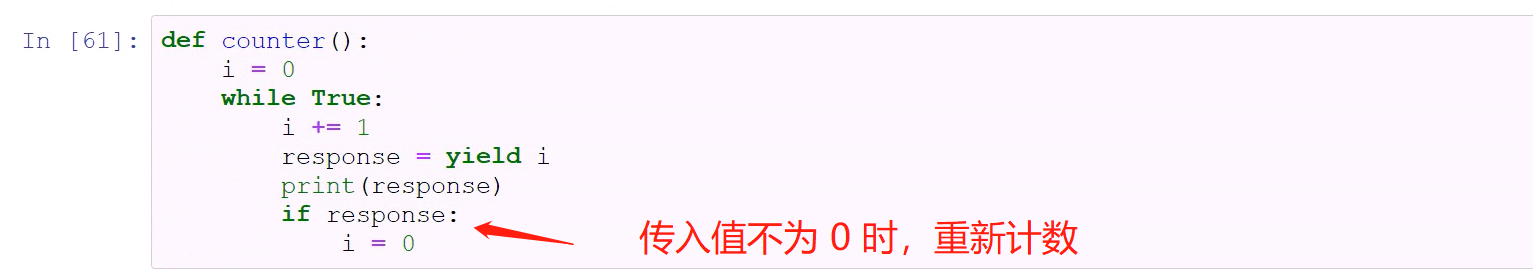 In [61]: def counter():
    i = 0
    while True:
        i += 1
        response = yield i
        print(response)
        if response:
            i = 0
传入值不为 0 时，重新计数